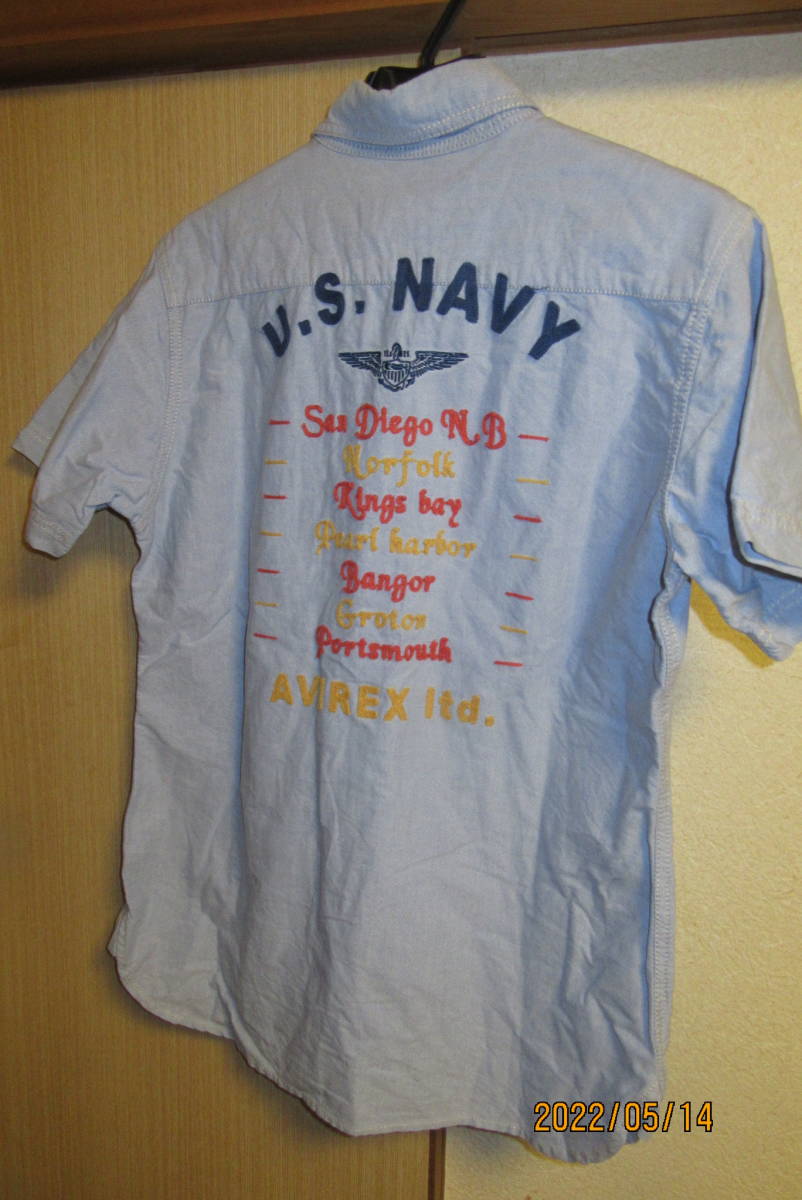 U.S. NAVY
San Diego N.B
Norfolk
Kings bay
Pearl harbor
Bangor
Groton
Portsmouth
AVIREX ltd.
2022/05/14